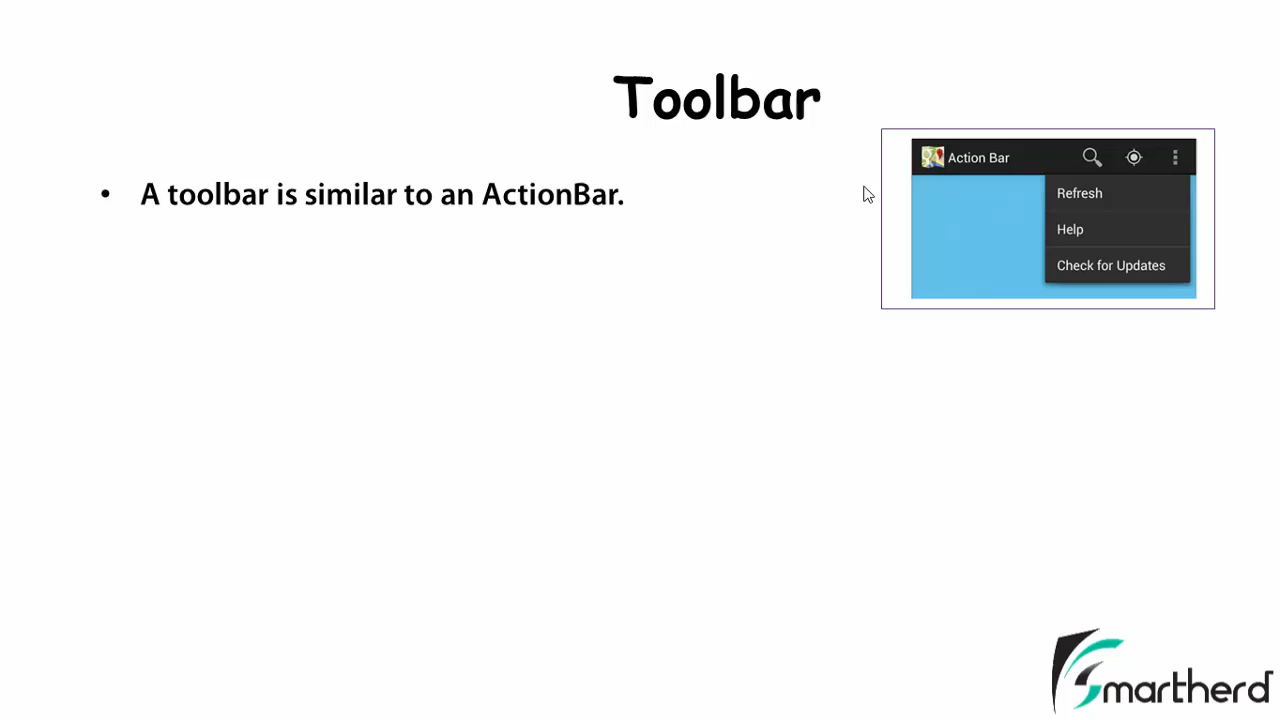 Toolbar
• A toolbar is similar to an ActionBar.
Action Bar
Refresh
Help
Check for Updates
Smartherd